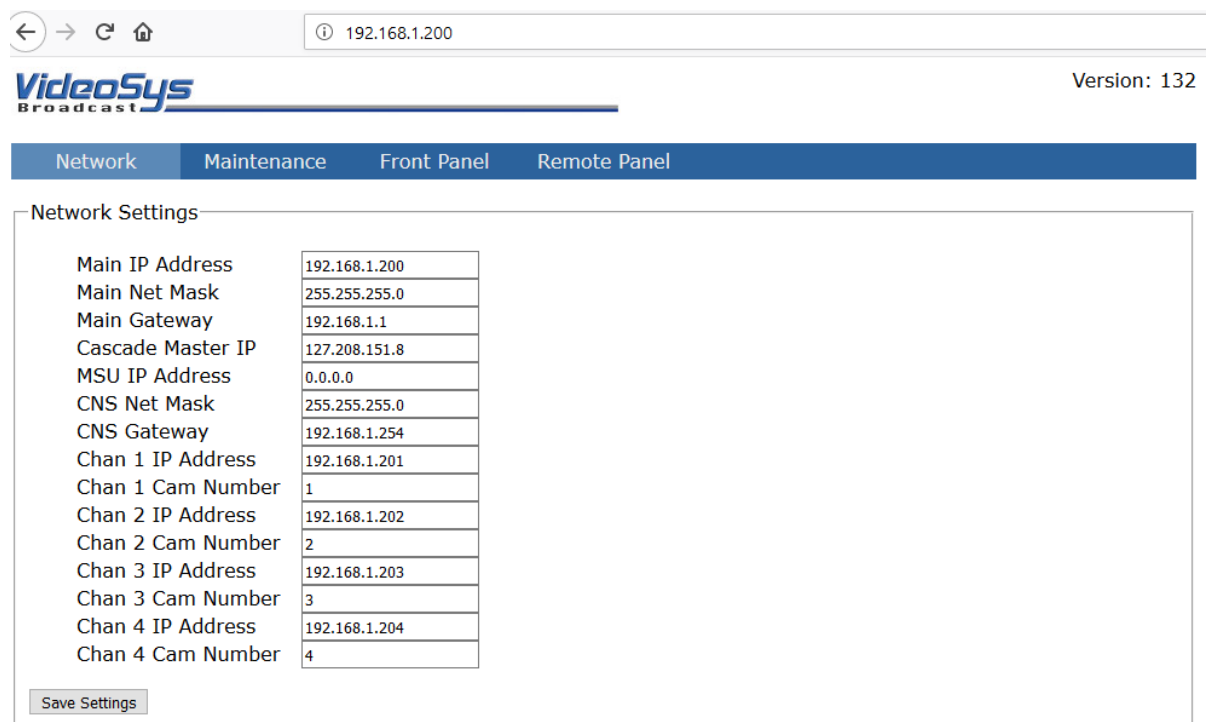 192.168.1.200
VideoSys
Broadcast
Version: 132
Network Maintenance Front Panel Remote Panel
Network Settings
Main IP Address 192.168.1.200
Main Net Mask 255.255.255.0
Main Gateway 192.168.1.1
Cascade Master IP 127.208.151.8
MSU IP Address 0.0.0.0
CNS Net Mask 255.255.255.0
CNS Gateway 192.168.1.254
Chan 1 IP Address 192.168.1.201
Chan 1 Cam Number 1
Chan 2 IP Address 192.168.1.202
Chan 2 Cam Number 2
Chan 3 IP Address 192.168.1.203
Chan 3 Cam Number 3
Chan 4 IP Address 192.168.1.204
Chan 4 Cam Number 4
Save Settings